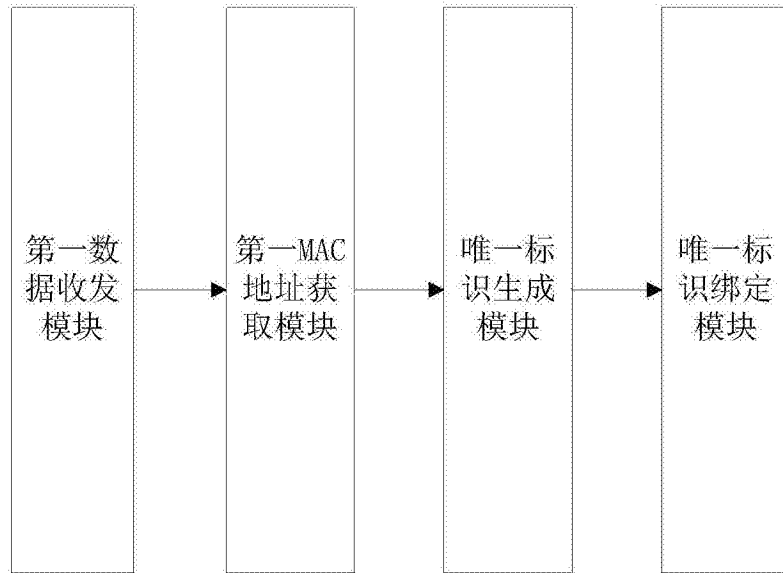 第一数
据收发
模块
第一MAC
地址获
取模块
唯一标
识生成
模块
唯一标
识绑定
模块